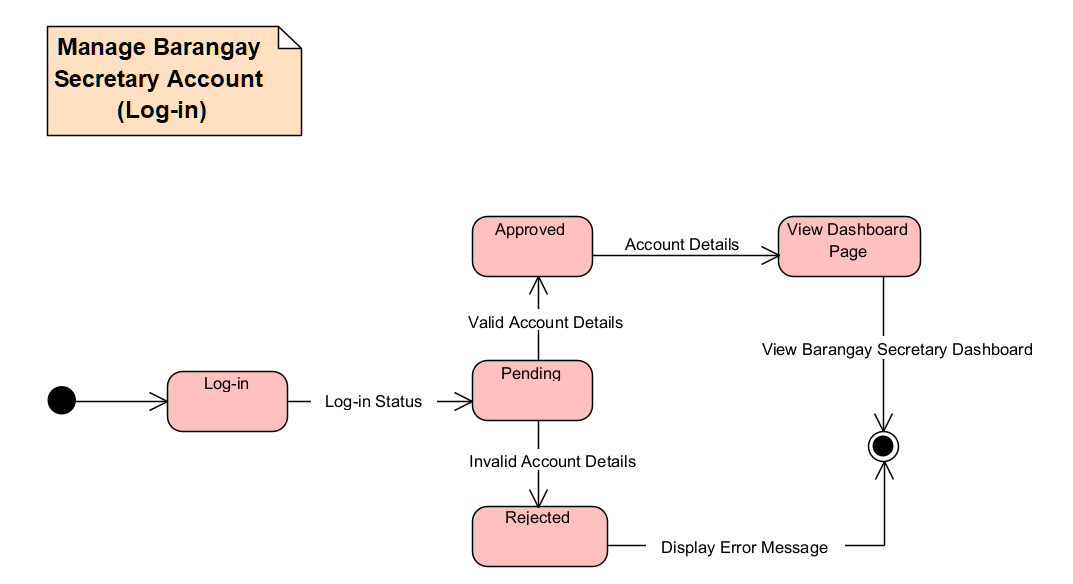 Manage Barangay
Secretary Account
(Log-in)
Approved
Account Details
View Dashboard
Page
Valid Account Details
View Barangay Secretary Dashboard
Pending
Log-in
Log-in Status
Invalid Account Details
Rejected
Display Error Message